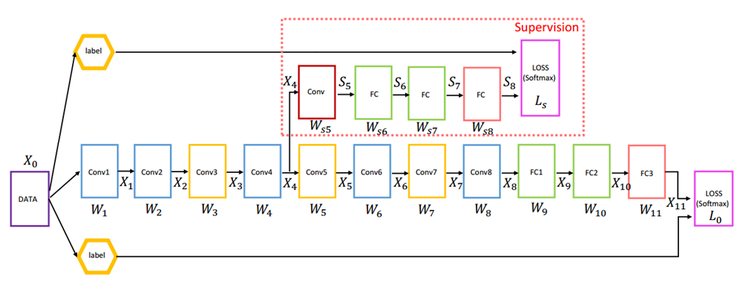 Supervision
label
X₄
Conv
S₅
FC
S₆
FC
S₇
FC
S₈
LOSS
(Softmax)
Lₛ
Wₛ₅
Wₛ₆
Wₛ₇
Wₛ₈
X₀
DATA
Conv1
X₁
Conv2
X₂
Conv3
X₃
Conv4
X₄
Conv5
X₅
Conv6
X₆
Conv7
X₇
Conv8
X₈
FC1
X₉
FC2
X₁₀
FC3
X₁₁
LOSS
(Softmax)
L₀
W₁
W₂
W₃
W₄
W₅
W₆
W₇
W₈
W₉
W₁₀
W₁₁
label